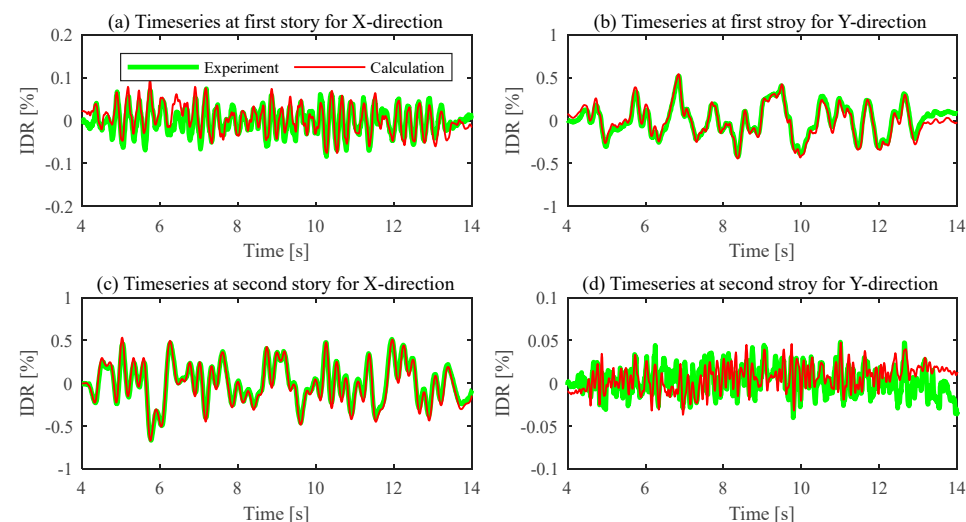 (a) Timeseries at first story for X-direction
0.2
0.1
0
-0.1
0.2
IDR [%]
Experiment
Calculation
4 6 8 10 12 14
Time [s]
(b) Timeseries at first stroy for Y-direction
1
0.5
0
-0.5
-1
IDR [%]
4 6 8 10 12 14
Time [s]
(c) Timeseries at second story for X-direction
1
0.5
0
-0.5
-1
IDR [%]
4 6 8 10 12 14
Time [s]
(d) Timeseries at second stroy for Y-direction
0.1
0.05
0
-0.05
-0.1
IDR [%]
4 6 8 10 12 14
Time [s]